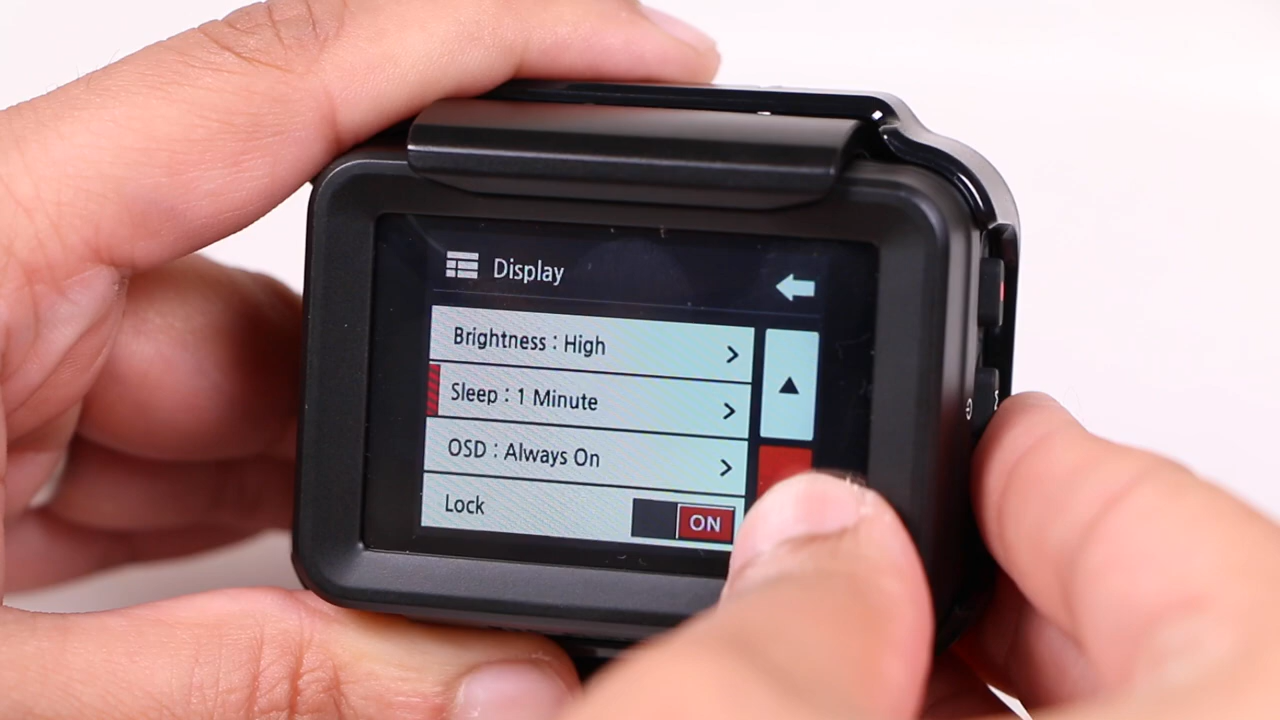 Display
Brightness : High
Sleep : 1 Minute
OSD : Always On
Lock
ON